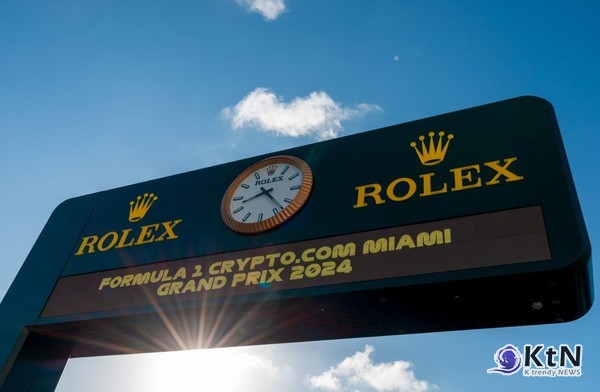 ROLEX
ROLEX
ROLEX
FORMULA 1 CRYPTO.COM MIAMI
GRAND PRIX 2024
KtN
K trendy NEWS